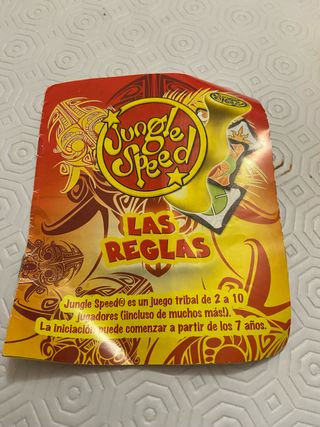 Jungle
Speed
LAS
REGLAS
Jungle Speed® es un juego tribal de 2 a 10
jugadores (¡incluso de muchos más!).
La iniciación puede comenzar a partir de los 7 años.